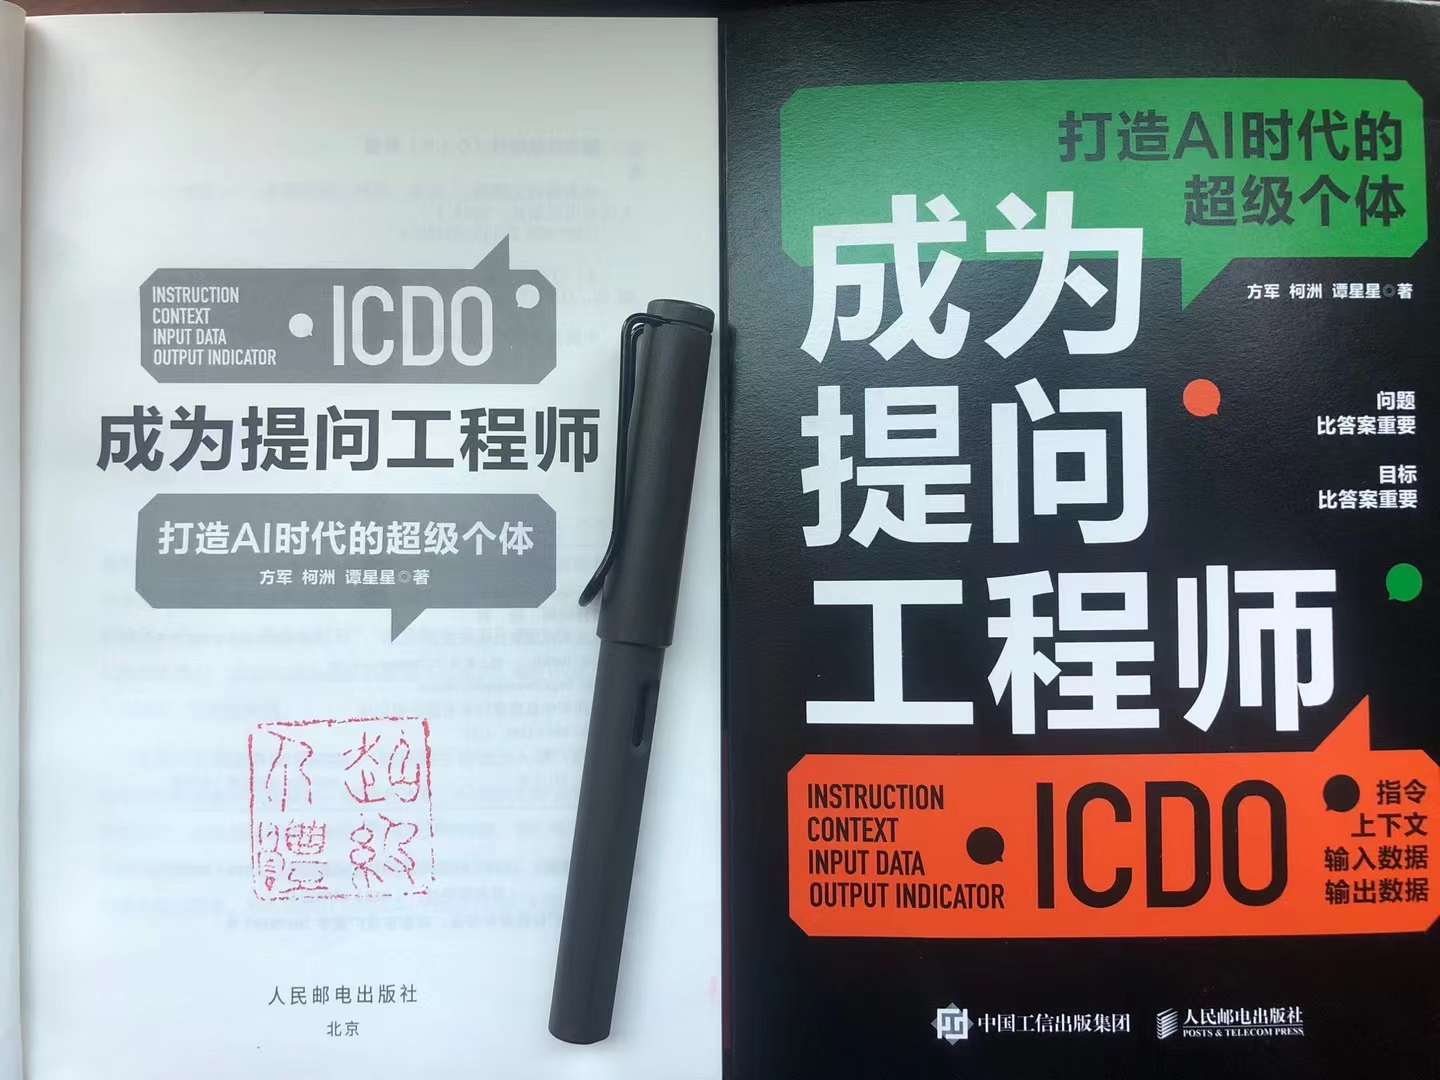 INSTRUCTION
CONTEXT
INPUT DATA
OUTPUT INDICATOR
ICDO
成为提问工程师
打造AI时代的超级个体
方军 柯洲 谭星星◎著
超级
个體
人民邮电出版社
北京
打造AI时代的
超级个体
成为
提问
工程师
方军 柯洲 谭星星◎著
问题
比答案重要
目标
比答案重要
INSTRUCTION
CONTEXT
INPUT DATA
OUTPUT INDICATOR
ICDO
指令
上下文
输入数据
输出数据
中国工信出版集团
人民邮电出版社
POSTS & TELECOM PRESS